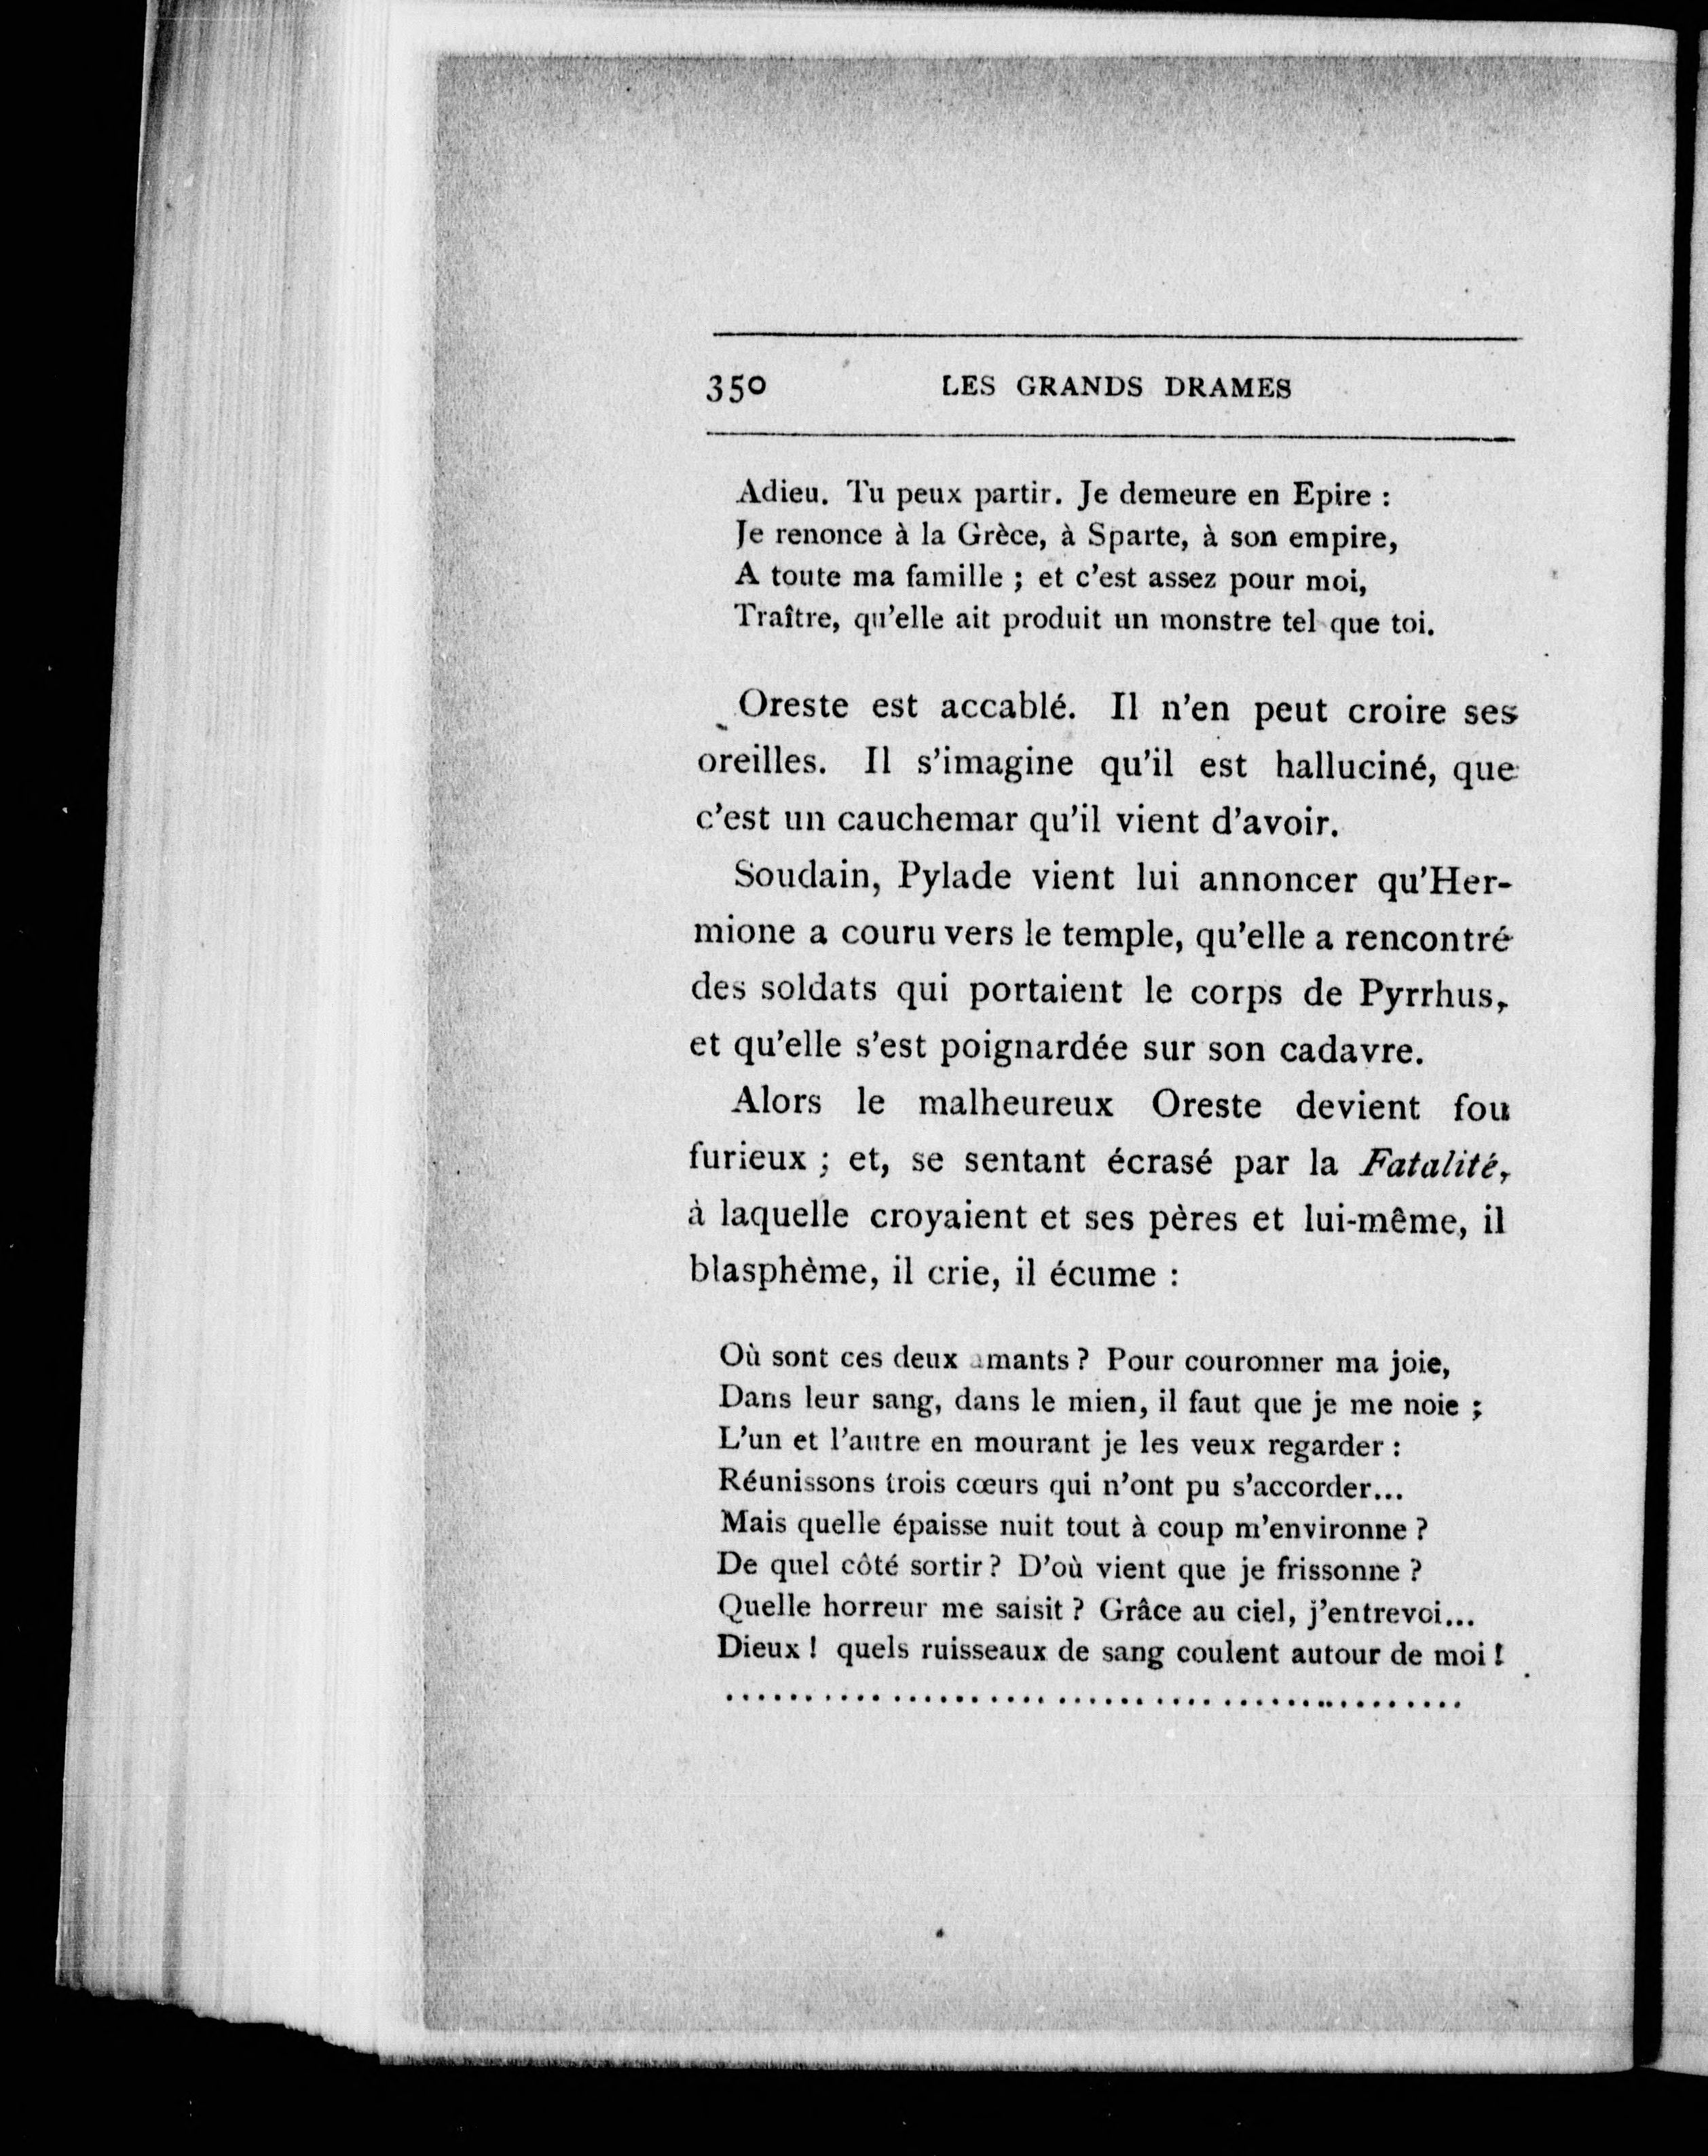 350 LES GRANDS DRAMES
Adieu. Tu peux partir. Je demeure en Epire :
Je renonce à la Grèce, à Sparte, à son empire,
A toute ma famille ; et c'est assez pour moi,
Traître, qu'elle ait produit un monstre tel que toi.
Oreste est accablé. Il n'en peut croire ses
oreilles. Il s'imagine qu'il est halluciné, que
c'est un cauchemar qu'il vient d'avoir.
Soudain, Pylade vient lui annoncer qu'Her-
mione a couru vers le temple, qu'elle a rencontré
des soldats qui portaient le corps de Pyrrhus,
et qu'elle s'est poignardée sur son cadavre.
Alors le malheureux Oreste devient fou
furieux ; et, se sentant écrasé par la Fatalité,
à laquelle croyaient et ses pères et lui-même, il
blasphème, il crie, il écume :
Où sont ces deux amants ? Pour couronner ma joie,
Dans leur sang, dans le mien, il faut que je me noie ;
L'un et l'autre en mourant je les veux regarder :
Réunissons trois cœurs qui n'ont pu s'accorder...
Mais quelle épaisse nuit tout à coup m'environne ?
De quel côté sortir ? D'où vient que je frissonne ?
Quelle horreur me saisit ? Grâce au ciel, j'entrevoi...
Dieux ! quels ruisseaux de sang coulent autour de moi !
..............................................